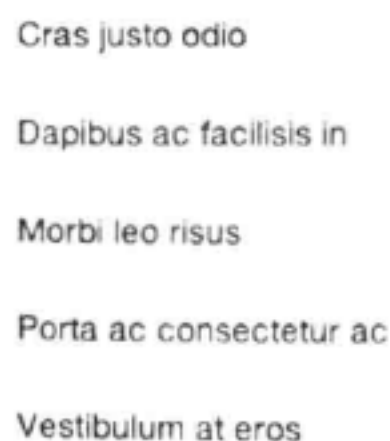 Cras justo odio
Dapibus ac facilisis in
Morbi leo risus
Porta ac consectetur ac
Vestibulum at eros